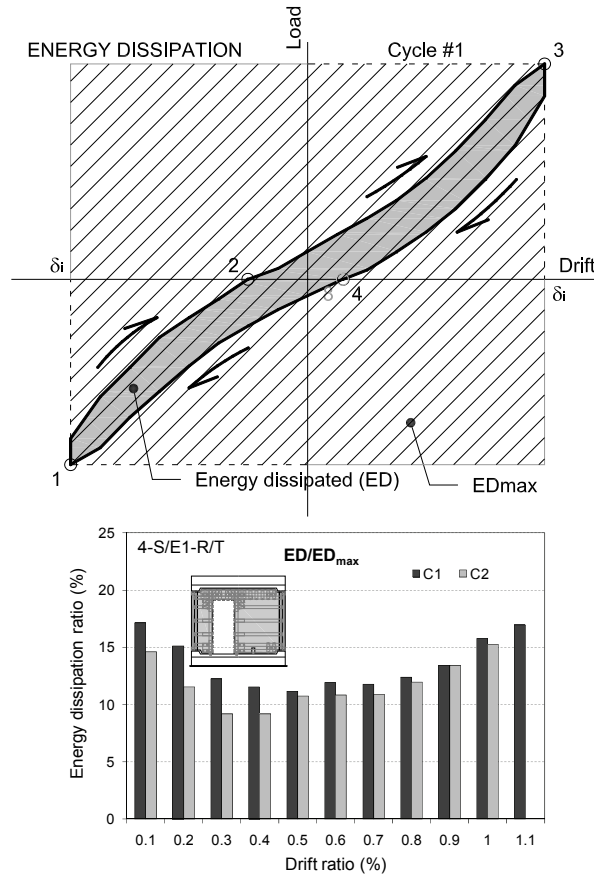 Load
ENERGY DISSIPATION
Cycle #1
3
δi
2
8
4
Drift
δi
1
Energy dissipated (ED)
EDmax
25
20
15
10
5
0
Energy dissipation ratio (%)
4-S/E1-R/T
ED/EDmax
C1
C2
0.1 0.2 0.3 0.4 0.5 0.6 0.7 0.8 0.9 1 1.1
Drift ratio (%)